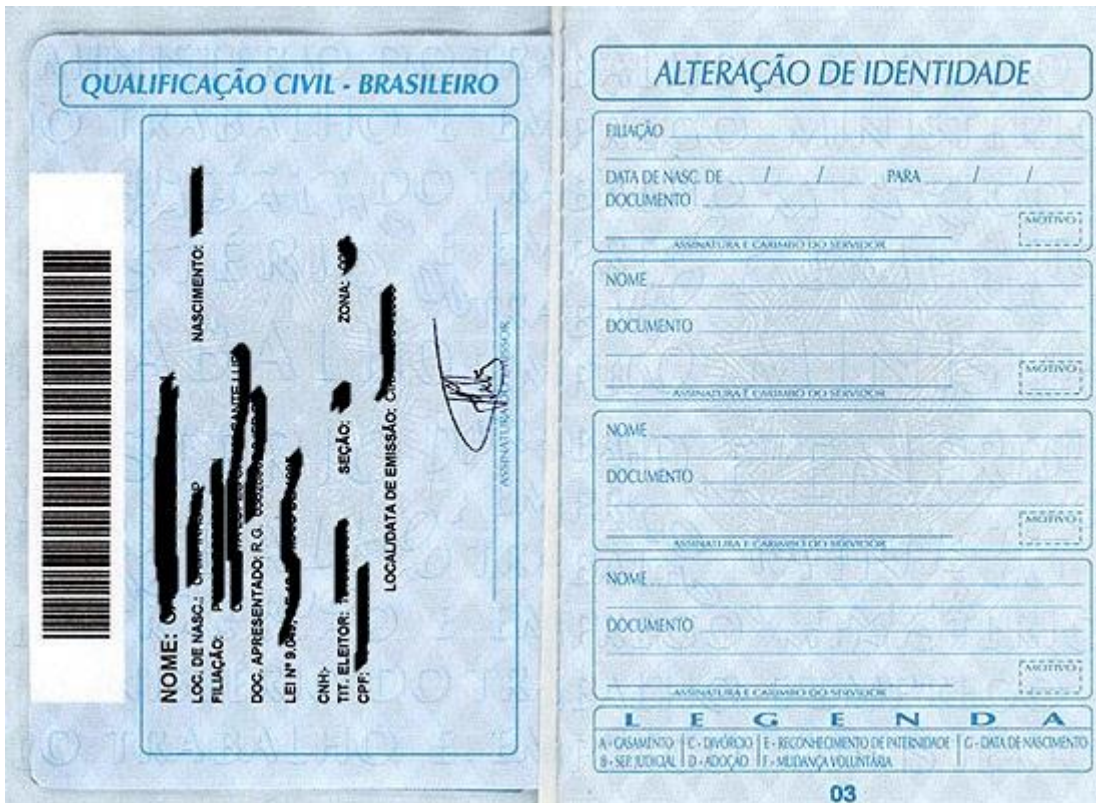 QUALIFICAÇÃO CIVIL - BRASILEIRO
NOME:
LOC. DE NASC.:
NASCIMENTO:
FILIAÇÃO:
DOC. APRESENTADO: R.G.
LEI Nº
CNH:
TIT. ELEITOR:
SEÇÃO:
ZONA:
CPF:
LOCAL/DATA DE EMISSÃO:
ASSINATURA DO EMISSOR
ALTERAÇÃO DE IDENTIDADE
FILIAÇÃO
DATA DE NASC. DE / / PARA / /
DOCUMENTO
MOTIVO
ASSINATURA E CARIMBO DO SERVIDOR
NOME
DOCUMENTO
MOTIVO
ASSINATURA E CARIMBO DO SERVIDOR
NOME
DOCUMENTO
MOTIVO
ASSINATURA E CARIMBO DO SERVIDOR
NOME
DOCUMENTO
MOTIVO
ASSINATURA E CARIMBO DO SERVIDOR
LEGENDA
A - CASAMENTO C - DIVÓRCIO E - RECONHECIMENTO DE PATERNIDADE G - DATA DE NASCIMENTO
B - SEP. JUDICIAL D - ADOÇÃO F - MUDANÇA VOLUNTÁRIA
03